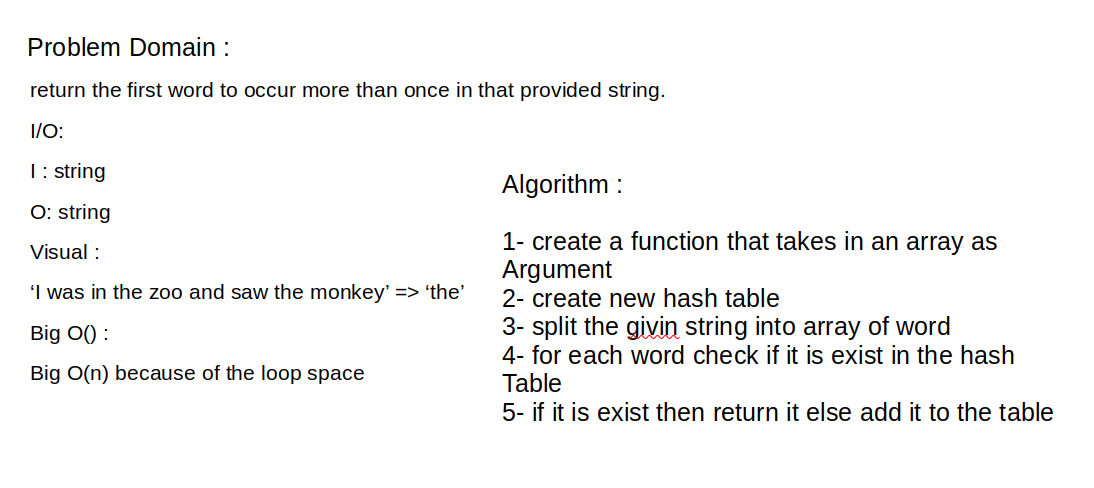 Problem Domain :
return the first word to occur more than once in that provided string.
I/O:
I : string
O: string
Visual :
‘I was in the zoo and saw the monkey’ => ‘the’
Big O() :
Big O(n) because of the loop space
Algorithm :
1- create a function that takes in an array as
Argument
2- create new hash table
3- split the givin string into array of word
4- for each word check if it is exist in the hash
Table
5- if it is exist then return it else add it to the table